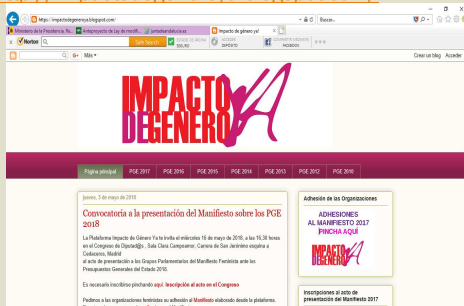 https://impactodegeneroya.blogspot.com/
Buscar...
Ministerio de la Presidencia, Re...
Anteproyecto de Ley de modifi...
juntadeandalucia.es
Impacto de género ya!
Norton
Safe Search
Más
Crear un blog Acceder
IMPACTO
DEGENERO
YA
Página principal
PGE 2017
PGE 2016
PGE 2015
PGE 2014
PGE 2013
PGE 2012
PGE 2010
jueves, 3 de mayo de 2018
Convocatoria a la presentación del Manifiesto sobre los PGE
2018
La Plataforma Impacto de Género Ya te invita el miércoles 16 de mayo de 2018, a las 16,30 horas
en el Congreso de Diputad@s , Sala Clara Campoamor, Carrera de San Jerónimo esquina a
Cedaceros, Madrid
al acto de presentación a los Grupos Parlamentarios del Manifiesto Feminista ante los
Presupuestos Generales del Estado 2018.
Es necesario inscribirse pinchando aquí: Inscripción al acto en el Congreso
Pedimos a las organizaciones feministas su adhesión al Manifiesto elaborado desde la plataforma.
Adhesión de las Organizaciones
ADHESIONES
AL MANIFIESTO 2017
PINCHA AQUÍ
IMPACTO
DEGENERO
YA
Inscripciones al acto de
presentación del Manifiesto 2017